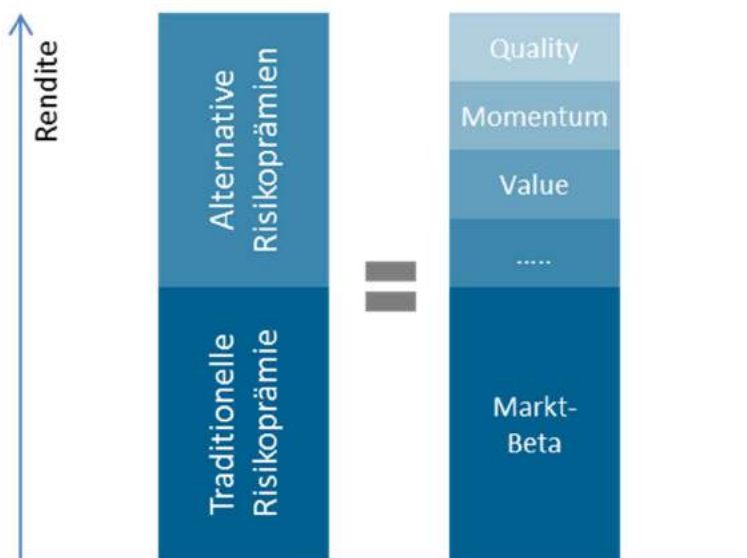 Rendite
Alternative
Risikoprämien
Traditionelle
Risikoprämie
Quality
Momentum
Value
.....
Markt-
Beta